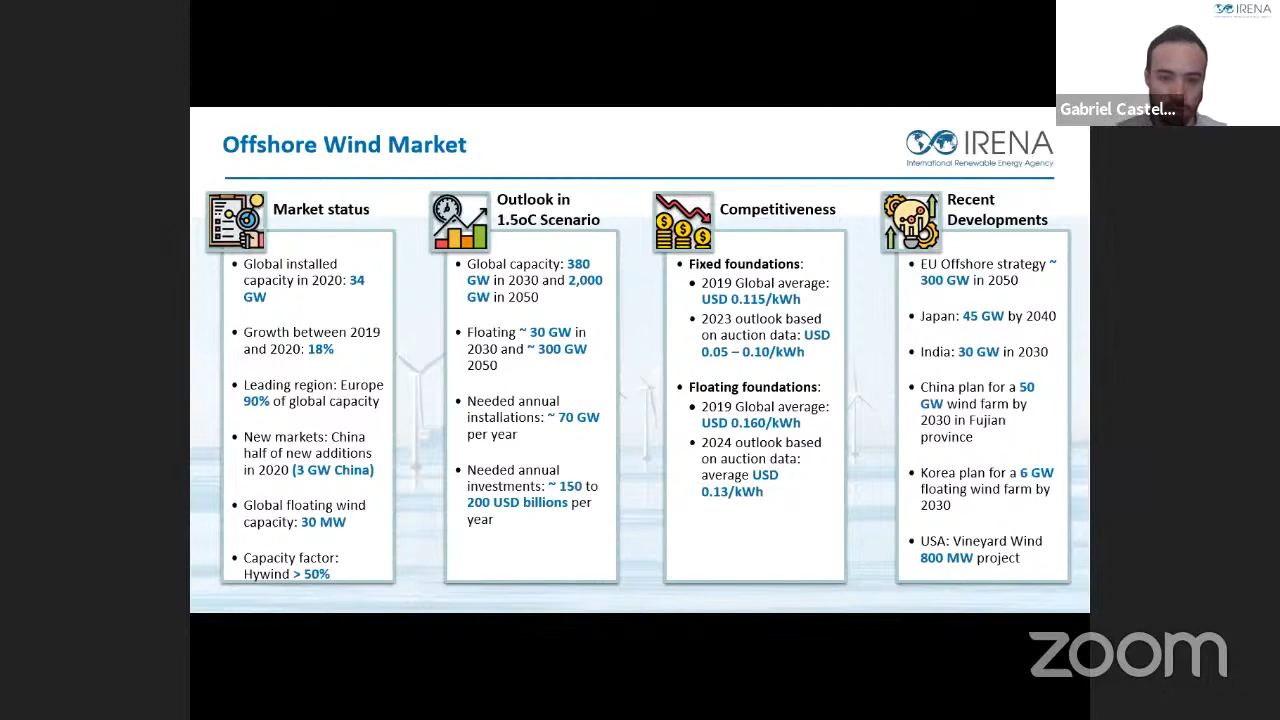 IRENA
Gabriel Castel...
Offshore Wind Market
IRENA
International Renewable Energy Agency
Market status
• Global installed
capacity in 2020: 34
GW
• Growth between 2019
and 2020: 18%
• Leading region: Europe
90% of global capacity
• New markets: China
half of new additions
in 2020 (3 GW China)
• Global floating wind
capacity: 30 MW
• Capacity factor:
Hywind > 50%
Outlook in
1.5oC Scenario
• Global capacity: 380
GW in 2030 and 2,000
GW in 2050
• Floating ~ 30 GW in
2030 and ~ 300 GW
2050
• Needed annual
installations: ~ 70 GW
per year
• Needed annual
investments: ~ 150 to
200 USD billions per
year
Competitiveness
• Fixed foundations:
• 2019 Global average:
USD 0.115/kWh
• 2023 outlook based
on auction data: USD
0.05 – 0.10/kWh
• Floating foundations:
• 2019 Global average:
USD 0.160/kWh
• 2024 outlook based
on auction data:
average USD
0.13/kWh
Recent
Developments
• EU Offshore strategy ~
300 GW in 2050
• Japan: 45 GW by 2040
• India: 30 GW in 2030
• China plan for a 50
GW wind farm by
2030 in Fujian
province
• Korea plan for a 6 GW
floating wind farm by
2030
• USA: Vineyard Wind
800 MW project
zoom